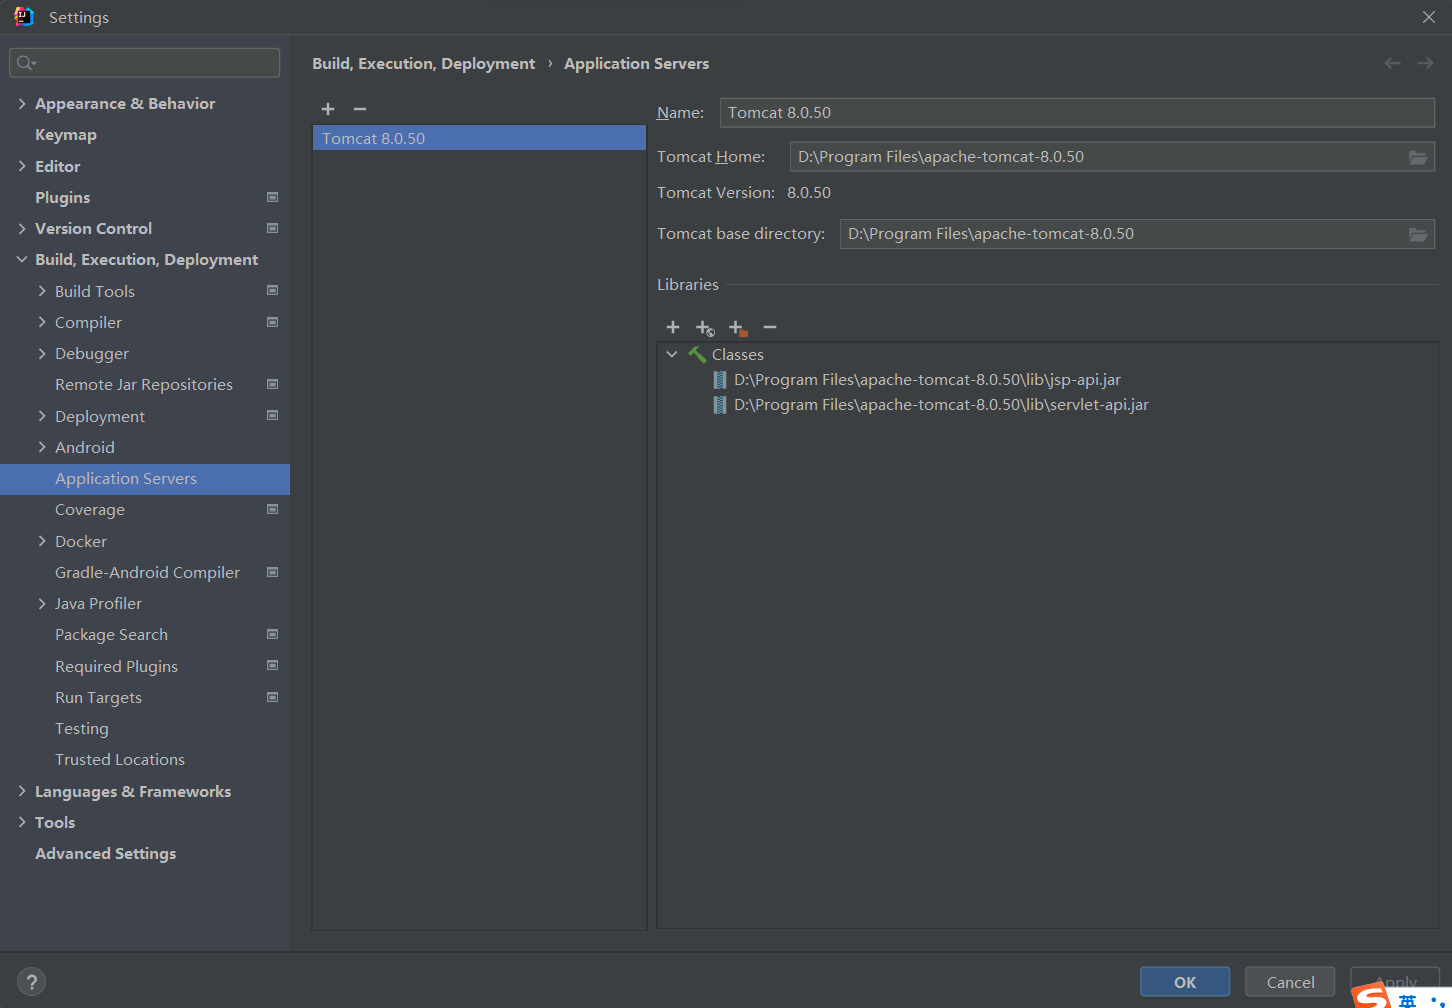 Settings
Build, Execution, Deployment › Application Servers
Appearance & Behavior
Keymap
Editor
Plugins
Version Control
Build, Execution, Deployment
Build Tools
Compiler
Debugger
Remote Jar Repositories
Deployment
Android
Application Servers
Coverage
Docker
Gradle-Android Compiler
Java Profiler
Package Search
Required Plugins
Run Targets
Testing
Trusted Locations
Languages & Frameworks
Tools
Advanced Settings
Tomcat 8.0.50
Name: Tomcat 8.0.50
Tomcat Home: D:\Program Files\apache-tomcat-8.0.50
Tomcat Version: 8.0.50
Tomcat base directory: D:\Program Files\apache-tomcat-8.0.50
Libraries
Classes
D:\Program Files\apache-tomcat-8.0.50\lib\jsp-api.jar
D:\Program Files\apache-tomcat-8.0.50\lib\servlet-api.jar
?
OK
Cancel
Apply
英